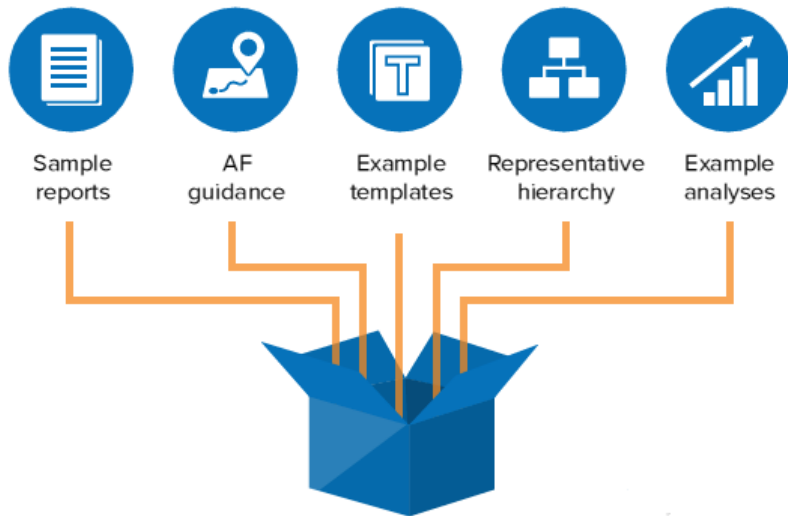 Sample
reports
AF
guidance
T
Example
templates
Representative
hierarchy
Example
analyses